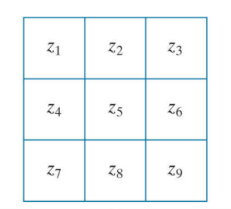 z₁ z₂ z₃
z₄ z₅ z₆
z₇ z₈ z₉